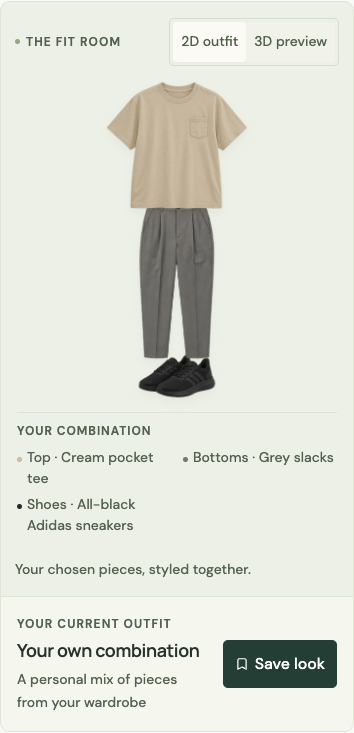 THE FIT ROOM
2D outfit
3D preview
YOUR COMBINATION
Top · Cream pocket
tee
Bottoms · Grey slacks
Shoes · All-black
Adidas sneakers
Your chosen pieces, styled together.
YOUR CURRENT OUTFIT
Your own combination
A personal mix of pieces
from your wardrobe
Save look